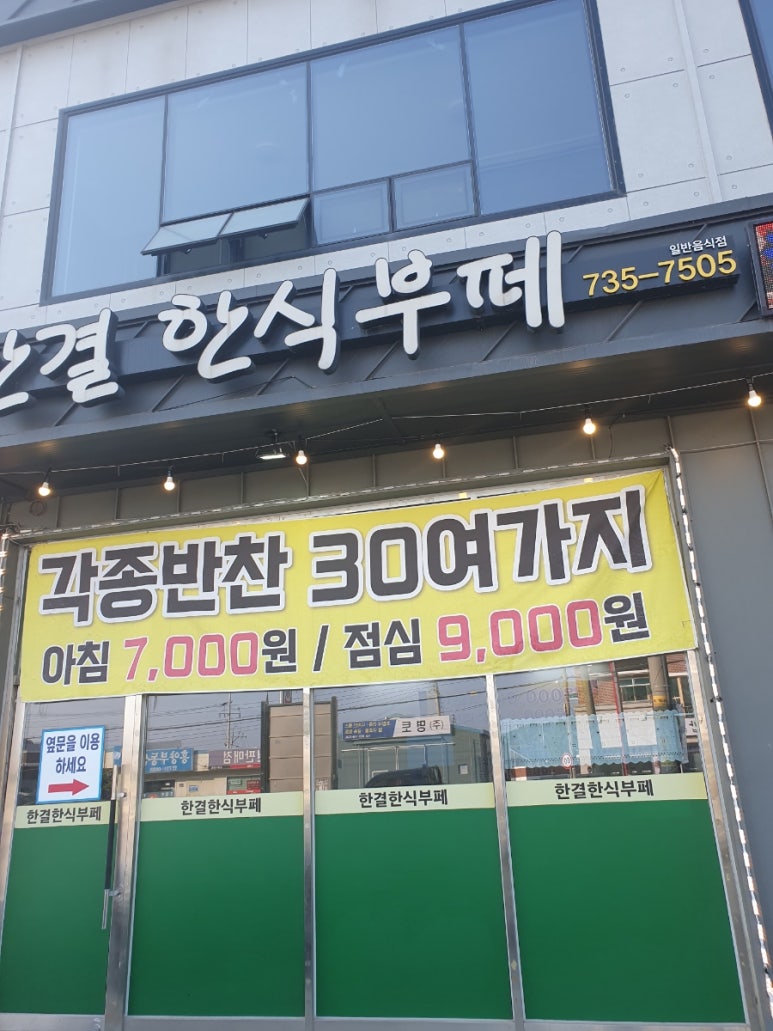 한결 한식부페
일반음식점
735-7505
각종반찬 30여가지
아침 7,000원 / 점심 9,000원
옆문을 이용
하세요
한결한식부페
한결한식부페
한결한식부페
한결한식부페